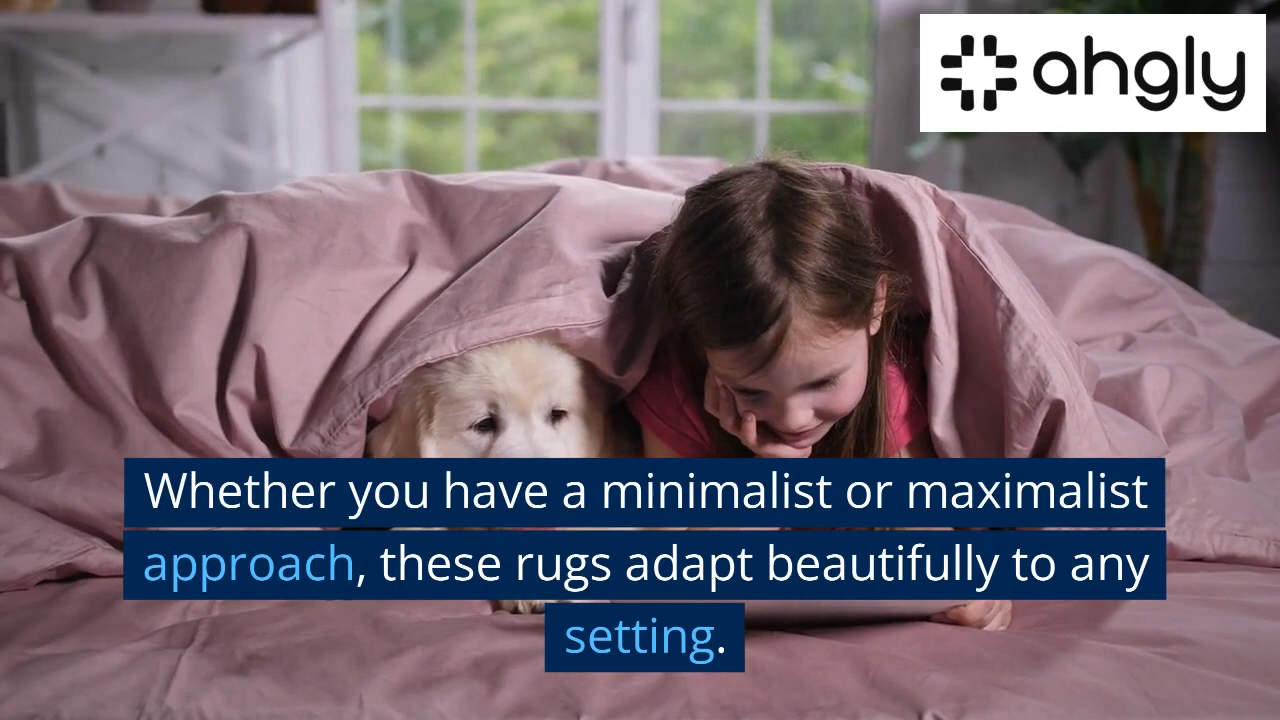 ahgly
Whether you have a minimalist or maximalist
approach, these rugs adapt beautifully to any
setting.